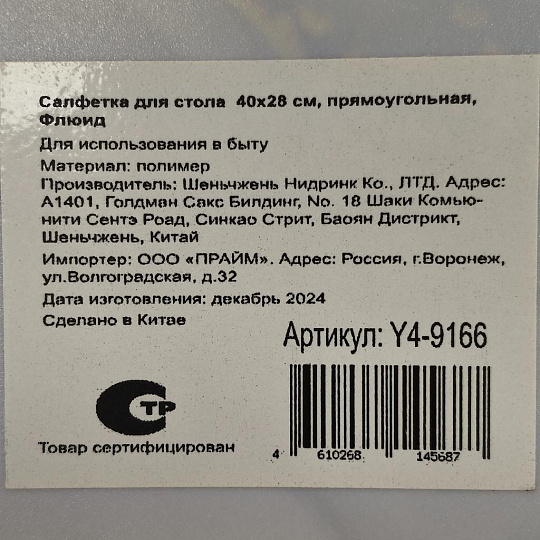 Салфетка для стола 40х28 см, прямоугольная,
Флюид
Для использования в быту
Материал: полимер
Производитель: Шеньчжень Нидринк Ко., ЛТД. Адрес:
А1401, Голдман Сакс Билдинг, No. 18 Шаки Комью-
нити Сентэ Роад, Синкао Стрит, Баоян Дистрикт,
Шеньчжень, Китай
Импортер: ООО «ПРАЙМ». Адрес: Россия, г.Воронеж,
ул.Волгоградская, д.32
Дата изготовления: декабрь 2024
Сделано в Китае
Артикул: Y4-9166
СТР
Товар сертифицирован
4 610268 145687